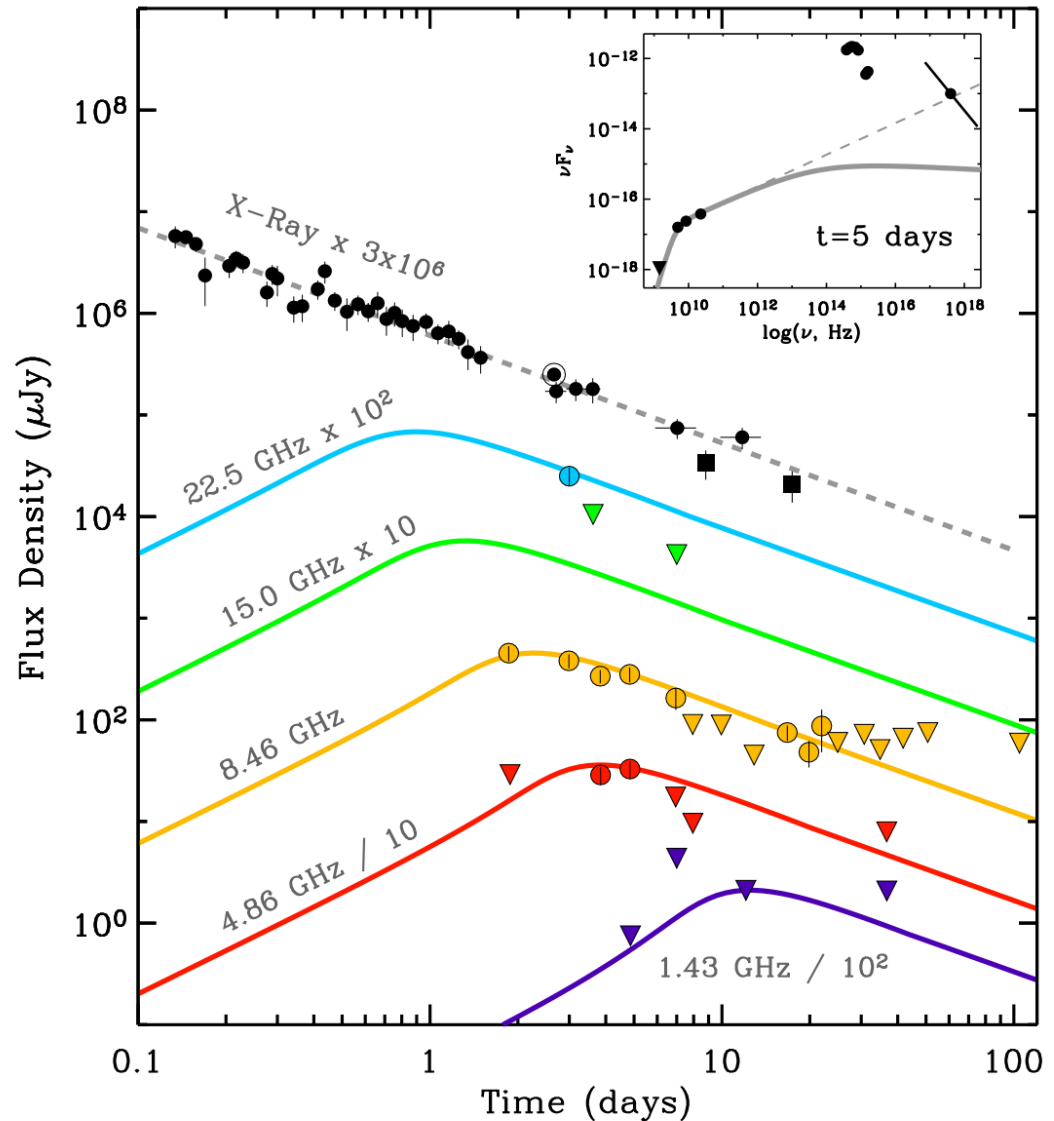 Flux Density (μJy)
10⁸
10⁶
10⁴
10²
10⁰
0.1
1
10
100
Time (days)
X-Ray x 3x10⁶
22.5 GHz x 10²
15.0 GHz x 10
8.46 GHz
4.86 GHz / 10
1.43 GHz / 10²
νFν
10⁻¹²
10⁻¹⁴
10⁻¹⁶
10⁻¹⁸
t=5 days
10¹⁰
10¹²
10¹⁴
10¹⁶
10¹⁸
log(ν, Hz)